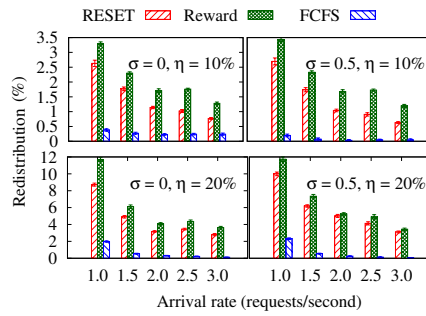 RESET Reward FCFS
Redistribution (%)
3.5
3
2.5
2
1.5
1
0.5
0
σ = 0, η = 10%
σ = 0.5, η = 10%
12
10
8
6
4
2
0
σ = 0, η = 20%
σ = 0.5, η = 20%
1.0 1.5 2.0 2.5 3.0 1.0 1.5 2.0 2.5 3.0
Arrival rate (requests/second)